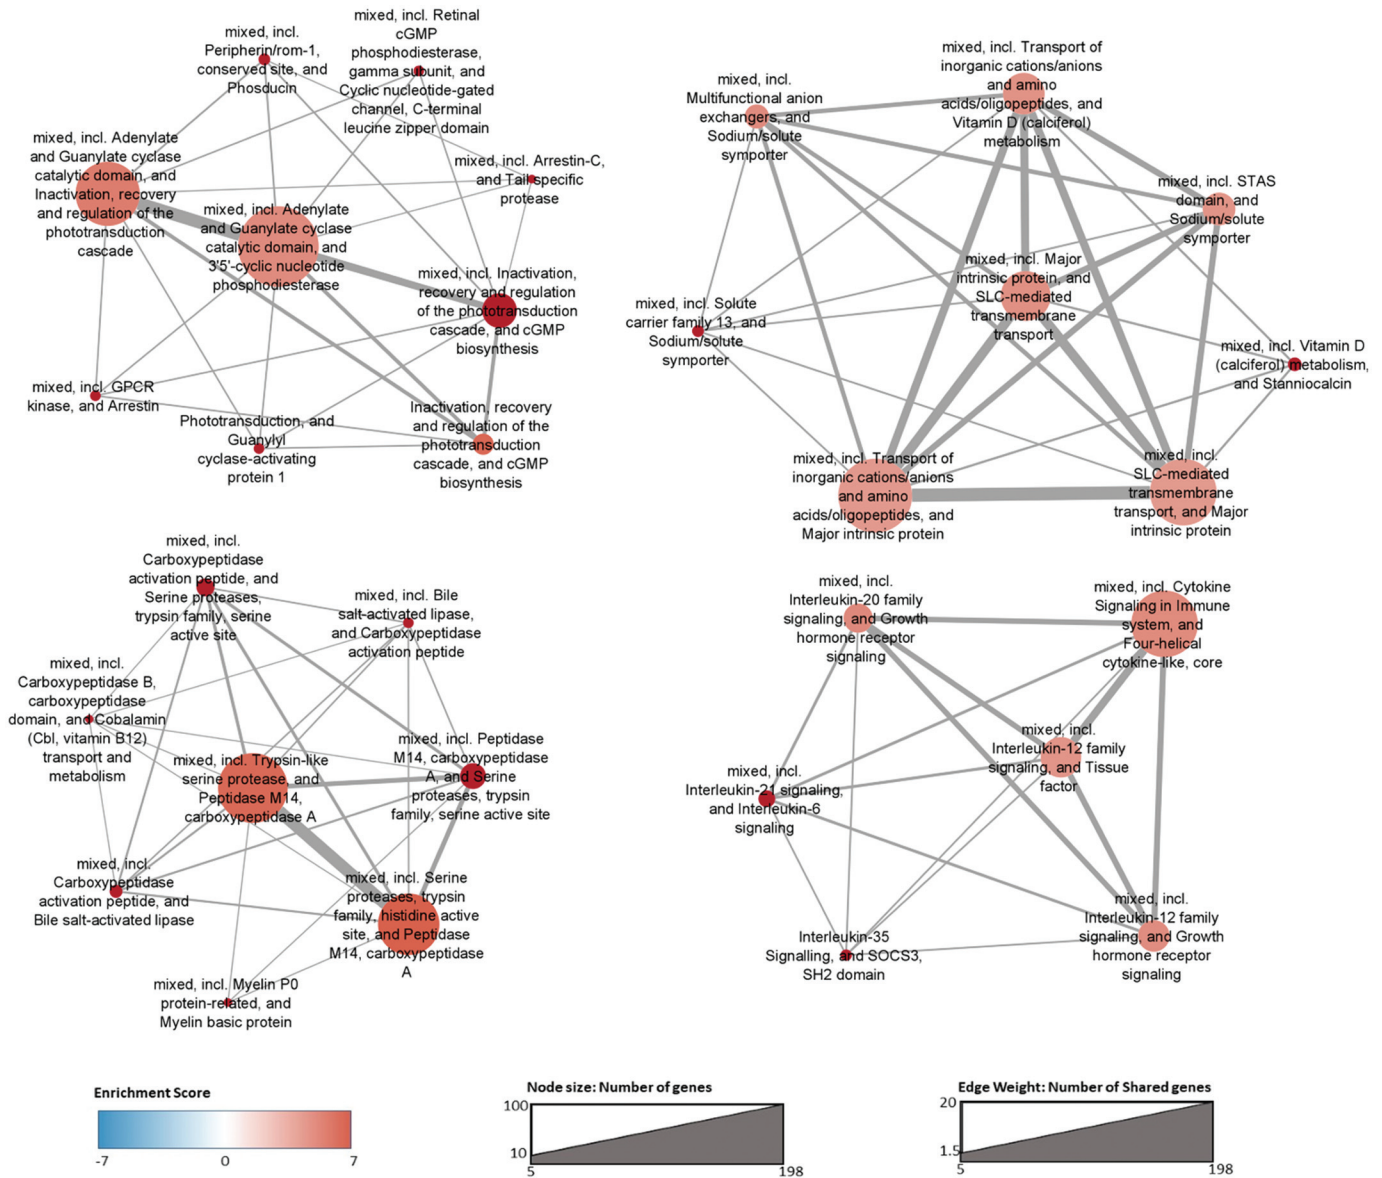 mixed, incl.
Peripherin/rom-1,
conserved site, and
Phosducin
mixed, incl. Retinal
cGMP
phosphodiesterase,
gamma subunit, and
Cyclic nucleotide-gated
channel, C-terminal
leucine zipper domain
mixed, incl. Adenylate
and Guanylate cyclase
catalytic domain, and
Inactivation, recovery
and regulation of the
phototransduction
cascade
mixed, incl. Arrestin-C,
and Tail specific
protease
mixed, incl. Adenylate
and Guanylate cyclase
catalytic domain, and
3'5'-cyclic nucleotide
phosphodiesterase
mixed, incl. Inactivation,
recovery and regulation
of the phototransduction
cascade, and cGMP
biosynthesis
mixed, incl. GPCR
kinase, and Arrestin
Phototransduction, and
Guanylyl
cyclase-activating
protein 1
Inactivation, recovery
and regulation of the
phototransduction
cascade, and cGMP
biosynthesis
mixed, incl. Transport of
inorganic cations/anions
and amino
acids/oligopeptides, and
Vitamin D (calciferol)
metabolism
mixed, incl.
Multifunctional anion
exchangers, and
Sodium/solute
symporter
mixed, incl. STAS
domain, and
Sodium/solute
symporter
mixed, incl. Major
intrinsic protein, and
SLC-mediated
transmembrane
transport
mixed, incl. Solute
carrier family 13, and
Sodium/solute
symporter
mixed, incl. Vitamin D
(calciferol) metabolism,
and Stanniocalcin
mixed, incl. Transport of
inorganic cations/anions
and amino
acids/oligopeptides, and
Major intrinsic protein
mixed, incl.
SLC-mediated
transmembrane
transport, and Major
intrinsic protein
mixed, incl.
Carboxypeptidase
activation peptide, and
Serine proteases,
trypsin family, serine
active site
mixed, incl. Bile
salt-activated lipase,
and Carboxypeptidase
activation peptide
mixed, incl.
Carboxypeptidase B,
carboxypeptidase
domain, and Cobalamin
(Cbl, vitamin B12)
transport and
metabolism
mixed, incl. Trypsin-like
serine protease, and
Peptidase M14,
carboxypeptidase A
mixed, incl. Peptidase
M14, carboxypeptidase
A, and Serine
proteases, trypsin
family, serine active site
mixed, incl.
Carboxypeptidase
activation peptide, and
Bile salt-activated lipase
mixed, incl. Serine
proteases, trypsin
family, histidine active
site, and Peptidase
M14, carboxypeptidase
A
mixed, incl. Myelin P0
protein-related, and
Myelin basic protein
mixed, incl.
Interleukin-20 family
signaling, and Growth
hormone receptor
signaling
mixed, incl. Cytokine
Signaling in Immune
system, and
Four-helical
cytokine-like, core
mixed, incl.
Interleukin-12 family
signaling, and Tissue
factor
mixed, incl.
Interleukin-21 signaling,
and Interleukin-6
signaling
mixed, incl.
Interleukin-12 family
signaling, and Growth
hormone receptor
signaling
Interleukin-35
Signalling, and SOCS3,
SH2 domain
Enrichment Score
-7 0 7
Node size: Number of genes
100
10
5 198
Edge Weight: Number of Shared genes
20
1.5
5 198